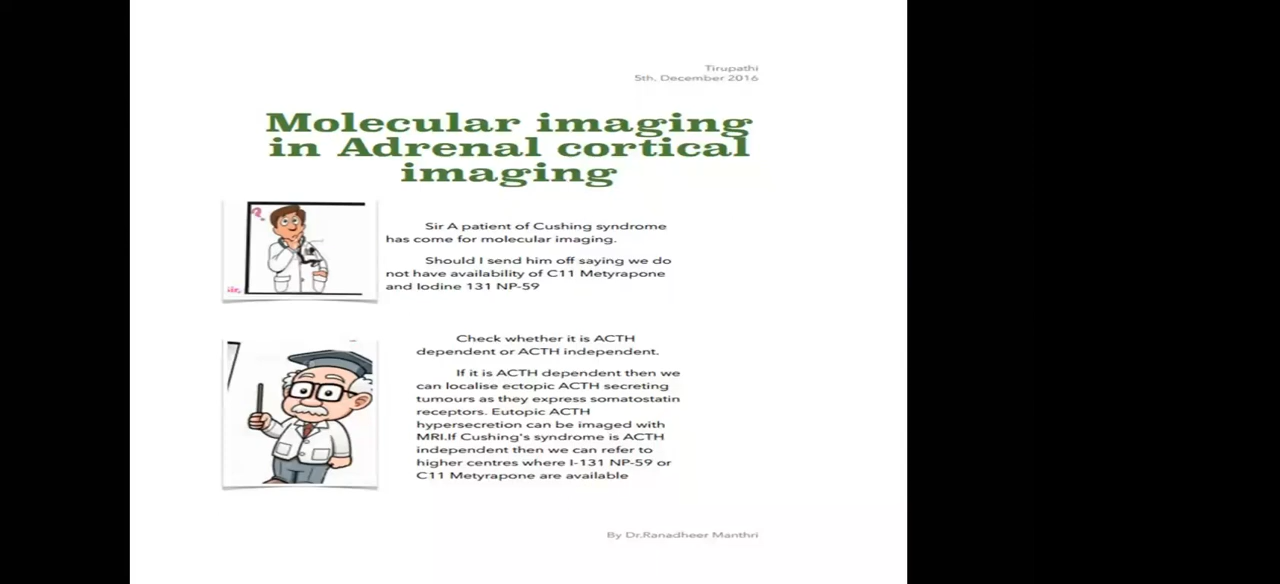 Tirupathi
5th. December 2016
Molecular imaging
in Adrenal cortical
imaging
Sir A patient of Cushing syndrome
has come for molecular imaging.
Should I send him off saying we do
not have availability of C11 Metyrapone
and Iodine 131 NP-59
Check whether it is ACTH
dependent or ACTH independent.
If it is ACTH dependent then we
can localise ectopic ACTH secreting
tumours as they express somatostatin
receptors. Eutopic ACTH
hypersecretion can be imaged with
MRI.If Cushing's syndrome is ACTH
independent then we can refer to
higher centres where I-131 NP-59 or
C11 Metyrapone are available
By Dr.Ranadheer Manthri